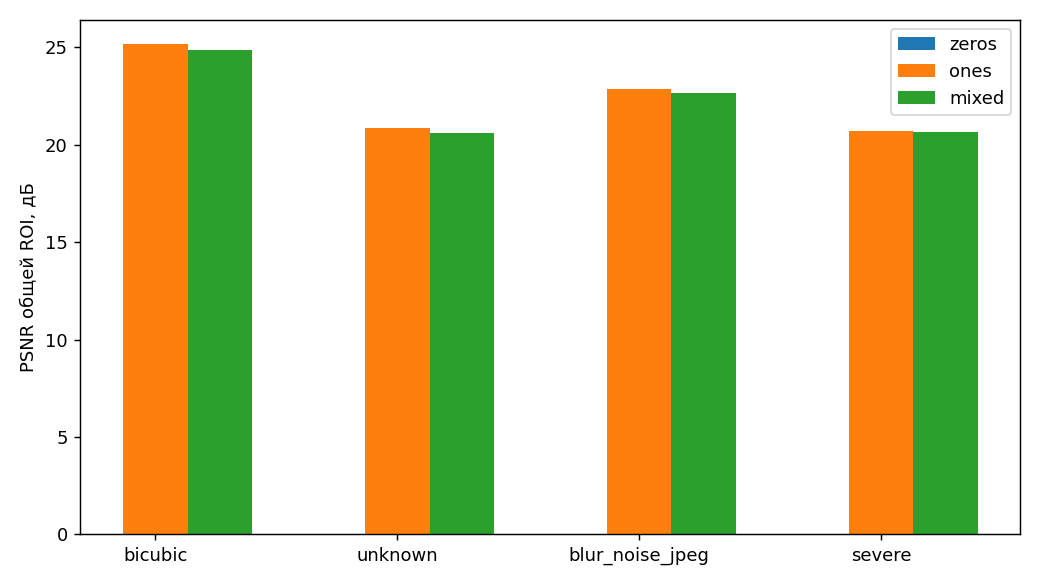 25
20
15
10
5
0
PSNR общей ROI, дБ
zeros
ones
mixed
bicubic
unknown
blur_noise_jpeg
severe